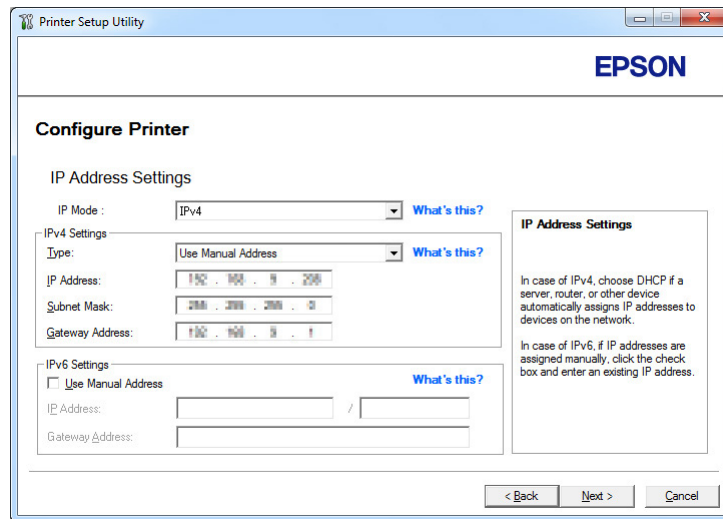 Printer Setup Utility
EPSON
Configure Printer
IP Address Settings
IP Mode :
IPv4
What's this?
IPv4 Settings
Type:
Use Manual Address
What's this?
IP Address:
Subnet Mask:
Gateway Address:
IPv6 Settings
Use Manual Address
What's this?
IP Address:
/
Gateway Address:
IP Address Settings
In case of IPv4, choose DHCP if a
server, router, or other device
automatically assigns IP addresses to
devices on the network.
In case of IPv6, if IP addresses are
assigned manually, click the check
box and enter an existing IP address.
< Back
Next >
Cancel